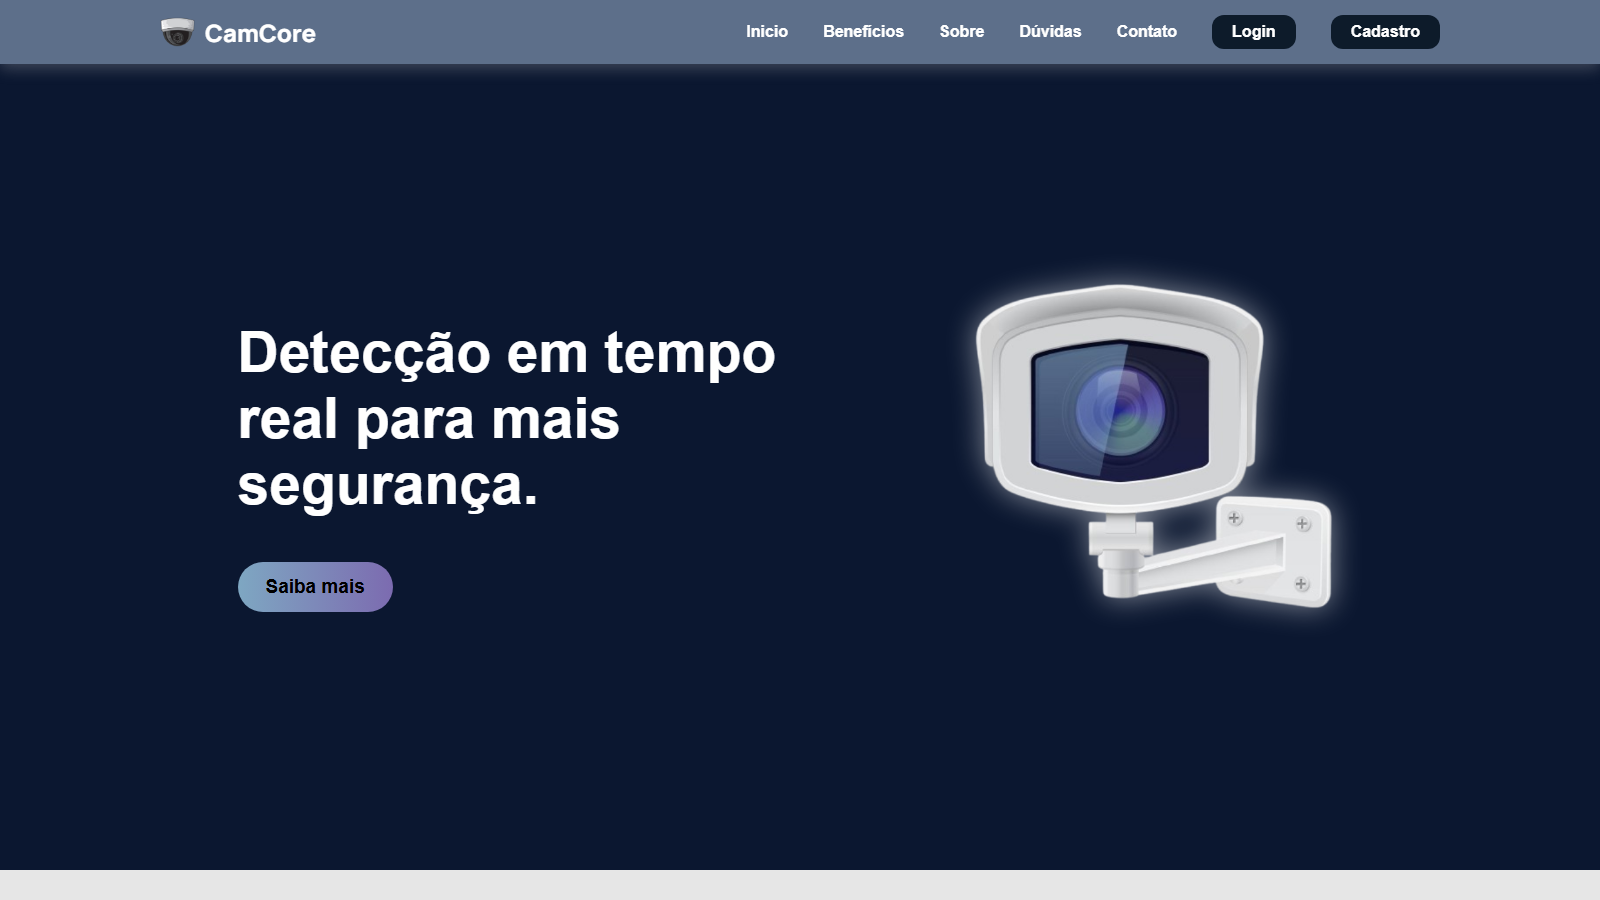 CamCore
Inicio Benefícios Sobre Dúvidas Contato Login Cadastro
Detecção em tempo
real para mais
segurança.
Saiba mais